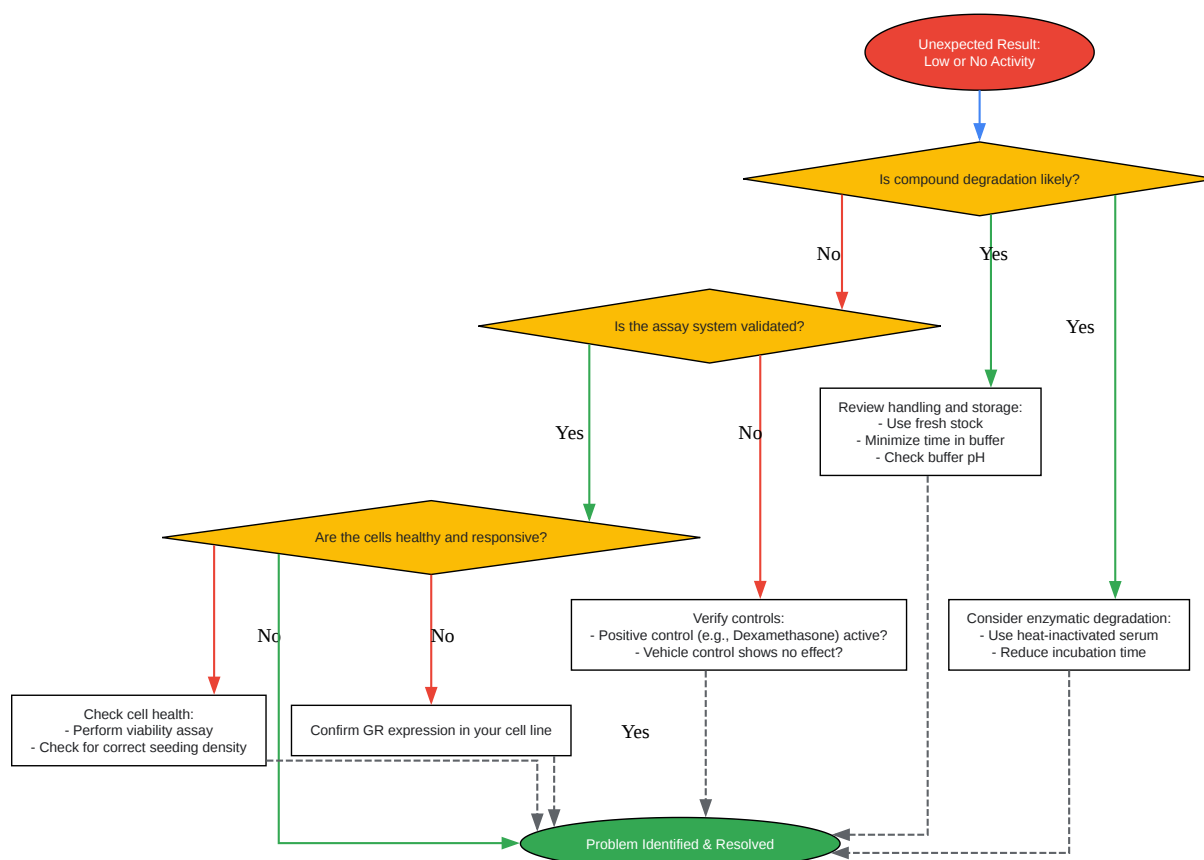 Unexpected Result:
Low or No Activity
Is compound degradation likely?
No
Yes
Is the assay system validated?
Yes
Review handling and storage:
- Use fresh stock
- Minimize time in buffer
- Check buffer pH
Yes
No
Are the cells healthy and responsive?
Verify controls:
- Positive control (e.g., Dexamethasone) active?
- Vehicle control shows no effect?
Consider enzymatic degradation:
- Use heat-inactivated serum
- Reduce incubation time
No
No
Check cell health:
- Perform viability assay
- Check for correct seeding density
Confirm GR expression in your cell line
Yes
Problem Identified & Resolved